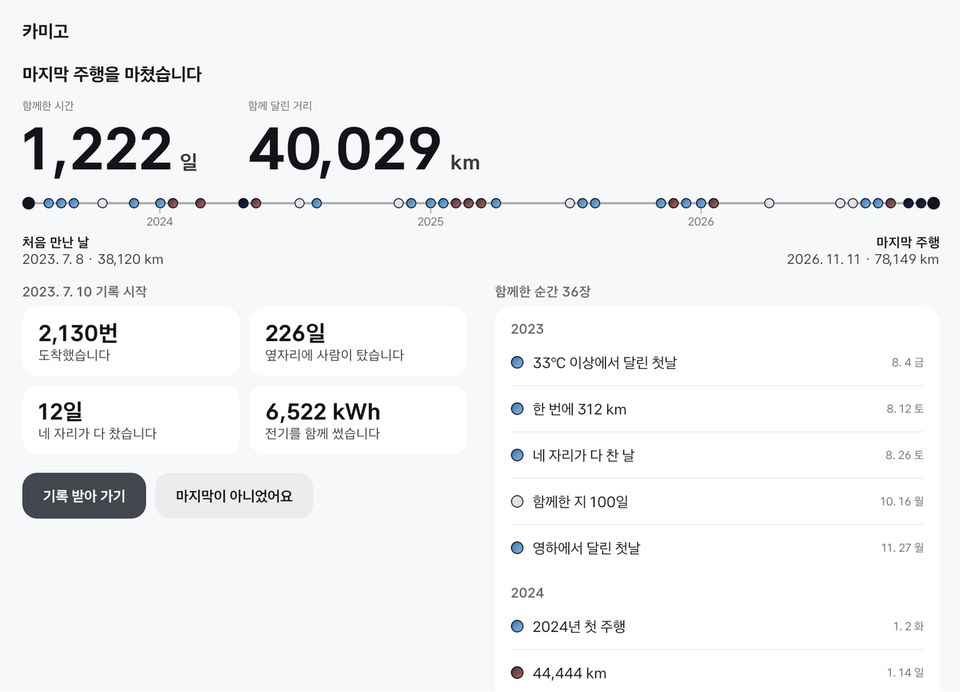 카미고
마지막 주행을 마쳤습니다
함께한 시간
1,222 일
함께 달린 거리
40,029 km
2024
2025
2026
처음 만난 날
2023. 7. 8 · 38,120 km
마지막 주행
2026. 11. 11 · 78,149 km
2023. 7. 10 기록 시작
2,130번
도착했습니다
226일
옆자리에 사람이 탔습니다
12일
네 자리가 다 찼습니다
6,522 kWh
전기를 함께 썼습니다
기록 받아 가기
마지막이 아니었어요
함께한 순간 36장
2023
33℃ 이상에서 달린 첫날 8. 4 금
한 번에 312 km 8. 12 토
네 자리가 다 찬 날 8. 26 토
함께한 지 100일 10. 16 월
영하에서 달린 첫날 11. 27 월
2024
2024년 첫 주행 1. 2 화
44,444 km 1. 14 일